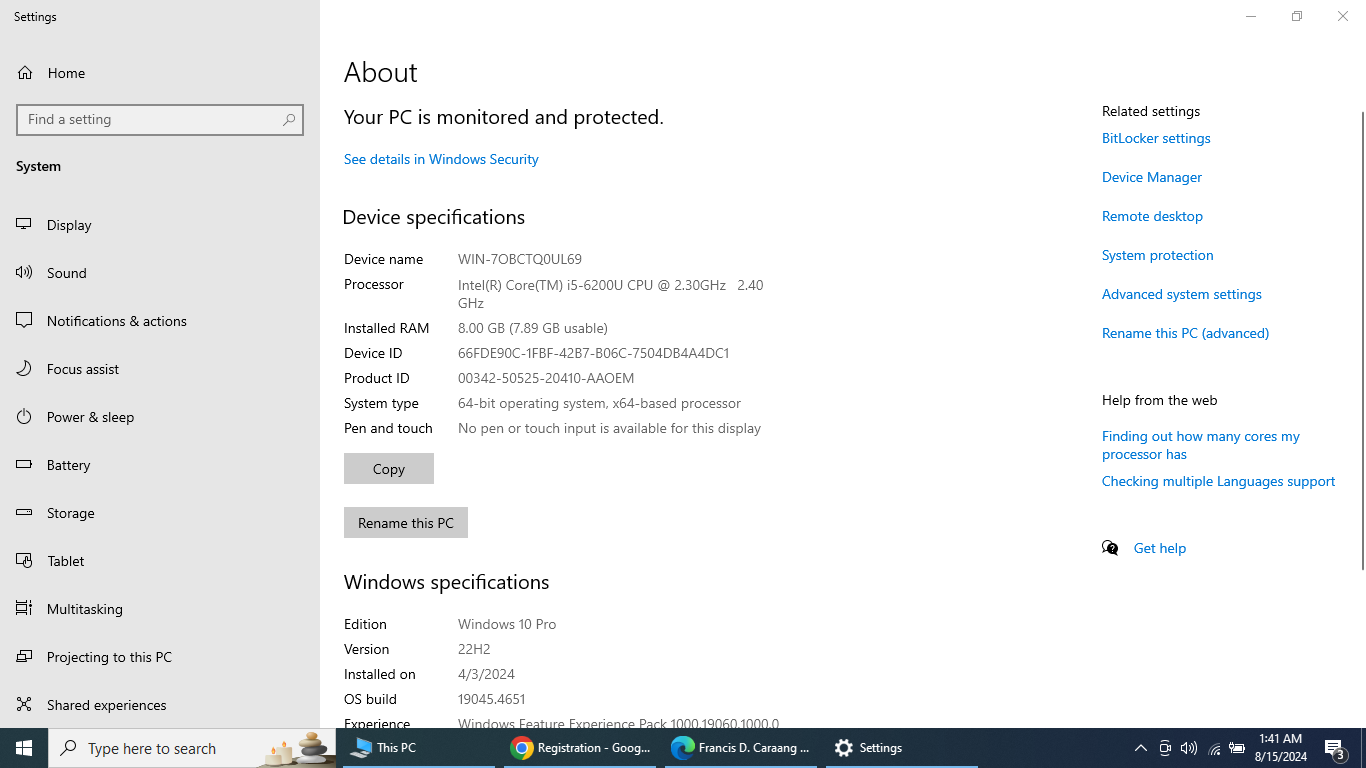 Settings
Home
Find a setting
System
Display
Sound
Notifications & actions
Focus assist
Power & sleep
Battery
Storage
Tablet
Multitasking
Projecting to this PC
Shared experiences
About
Your PC is monitored and protected.
See details in Windows Security
Device specifications
Device name WIN-7OBCTQ0UL69
Processor Intel(R) Core(TM) i5-6200U CPU @ 2.30GHz 2.40
GHz
Installed RAM 8.00 GB (7.89 GB usable)
Device ID 66FDE90C-1FBF-42B7-B06C-7504DB4A4DC1
Product ID 00342-50525-20410-AAOEM
System type 64-bit operating system, x64-based processor
Pen and touch No pen or touch input is available for this display
Copy
Rename this PC
Windows specifications
Edition Windows 10 Pro
Version 22H2
Installed on 4/3/2024
OS build 19045.4651
Experience Windows Feature Experience Pack 1000.19060.1000.0
Related settings
BitLocker settings
Device Manager
Remote desktop
System protection
Advanced system settings
Rename this PC (advanced)
Help from the web
Finding out how many cores my
processor has
Checking multiple Languages support
Get help
Type here to search
This PC
Registration - Goog...
Francis D. Caraang ...
Settings
1:41 AM
8/15/2024
3